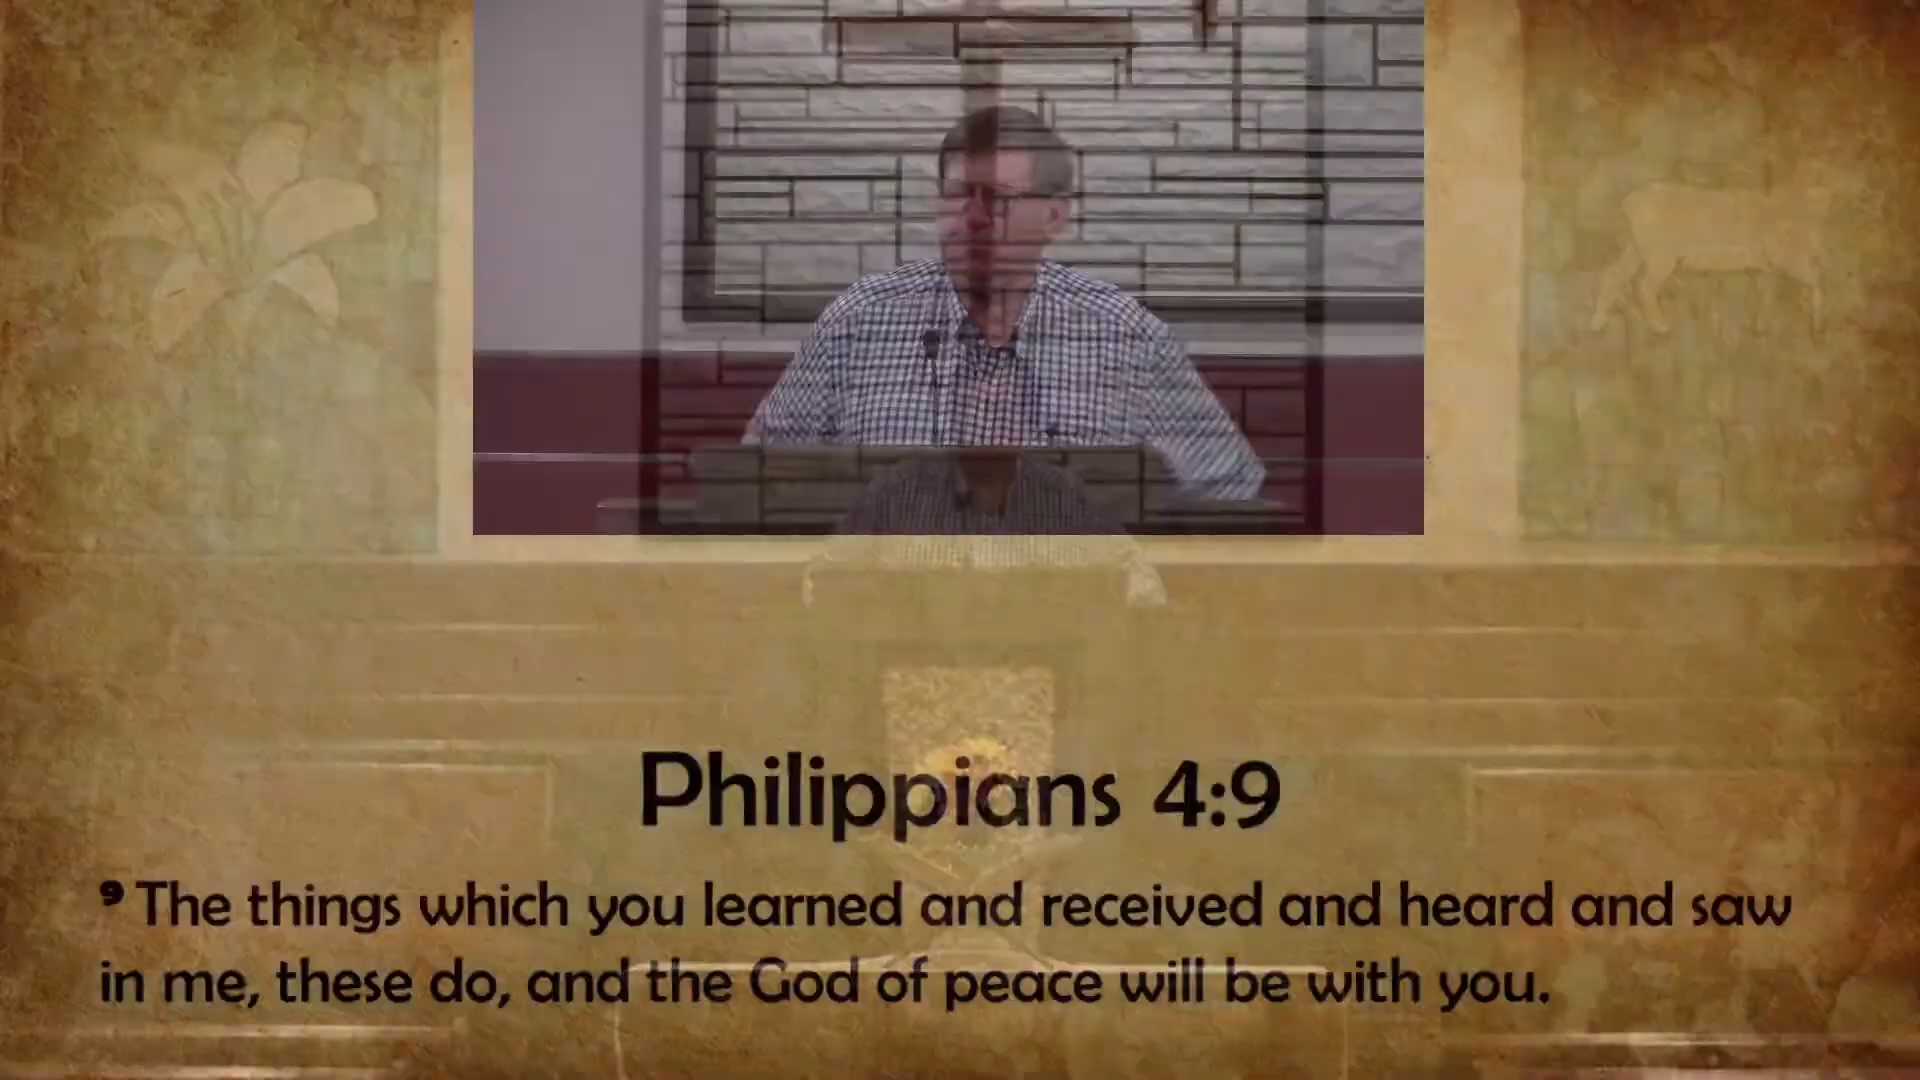 Philippians 4:9
9 The things which you learned and received and heard and saw
in me, these do, and the God of peace will be with you.